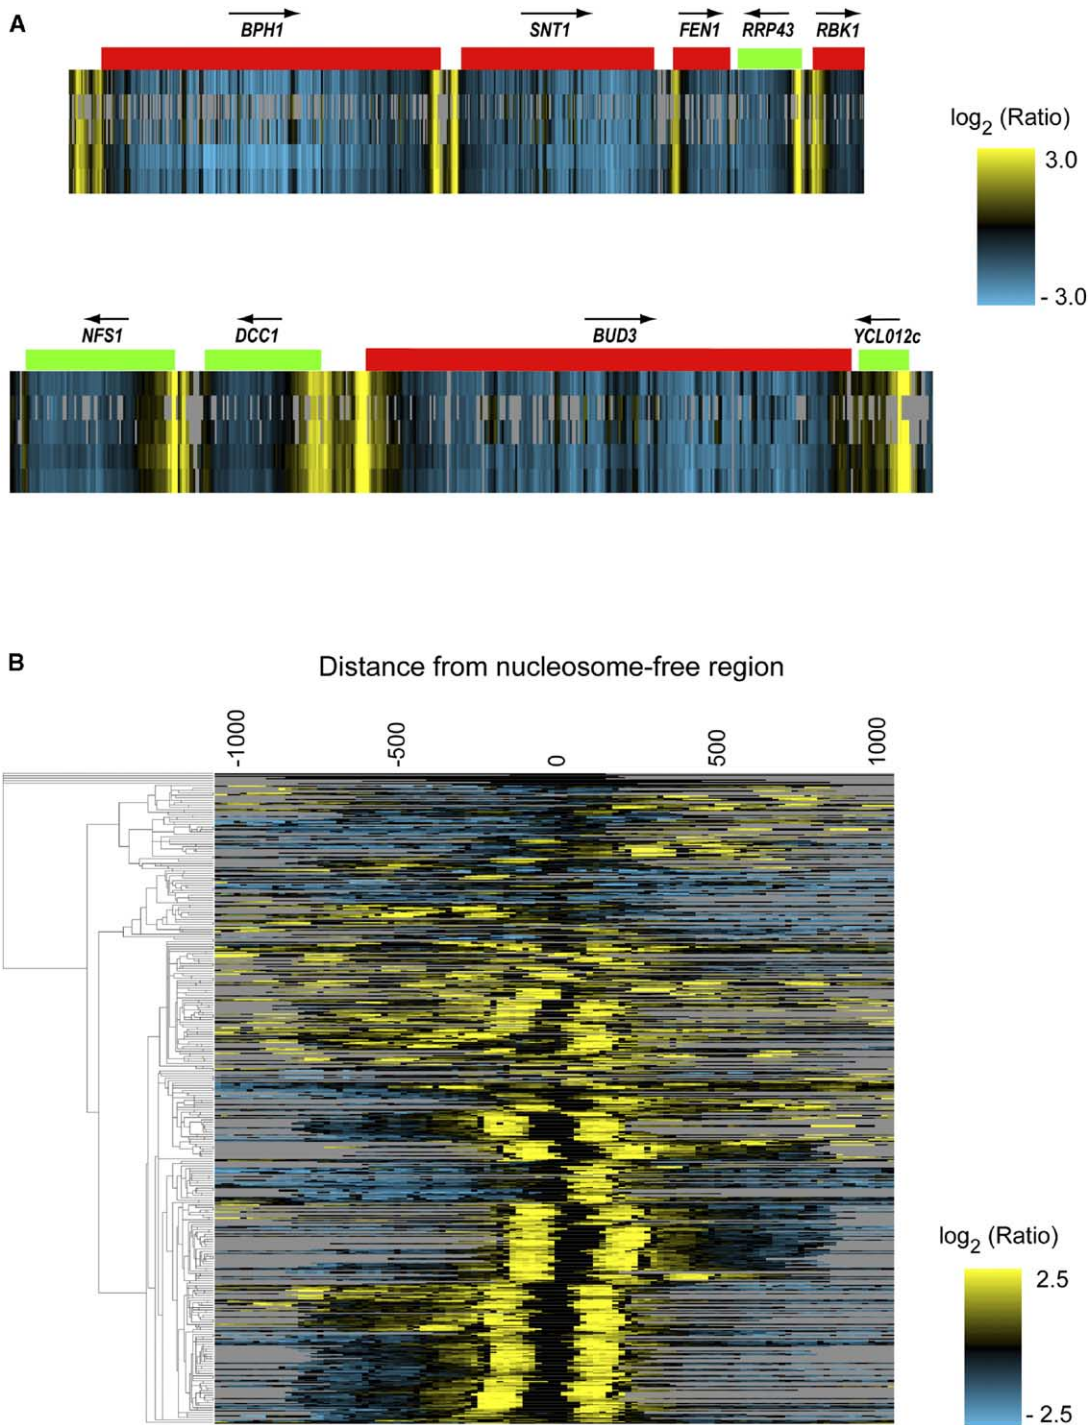 A
BPH1 SNT1 FEN1 RRP43 RBK1
log2 (Ratio)
3.0
- 3.0
NFS1 DCC1 BUD3 YCL012c
B
Distance from nucleosome-free region
-1000 -500 0 500 1000
log2 (Ratio)
2.5
- 2.5